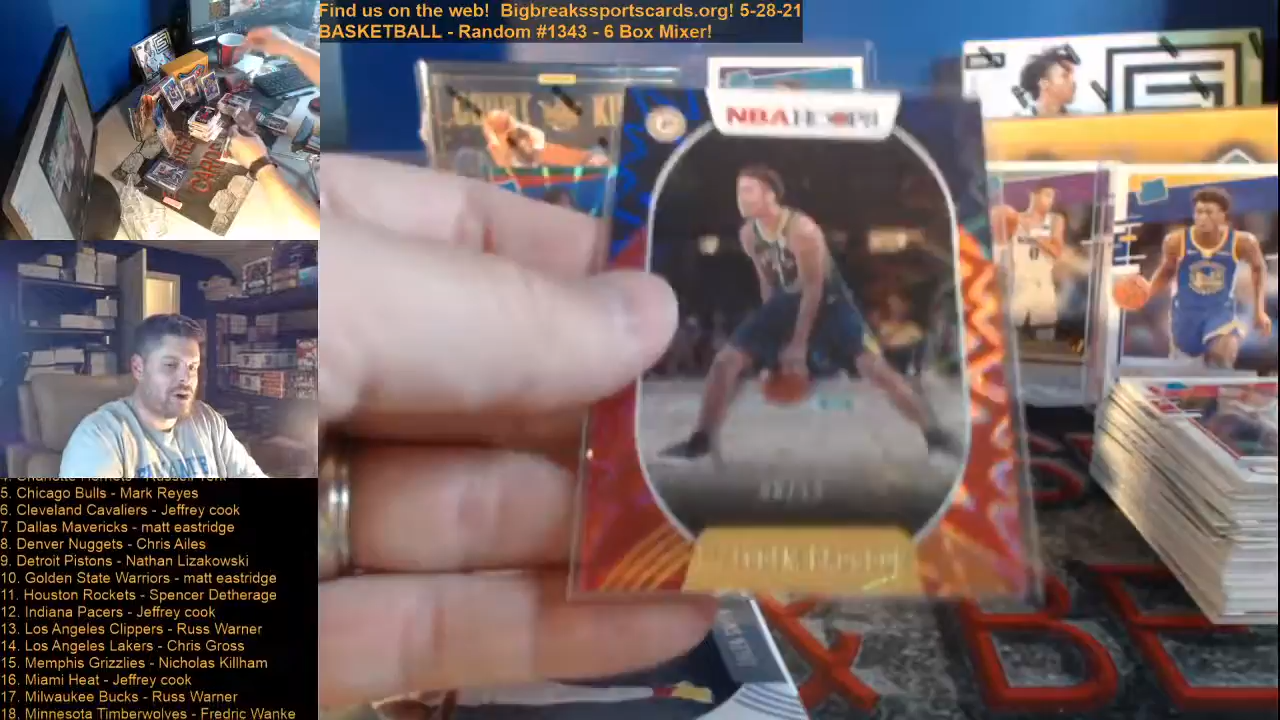 Find us on the web!  Bigbreakssportscards.org! 5-28-21
BASKETBALL - Random #1343 - 6 Box Mixer!
COURT
NBA HOOPS
5. Chicago Bulls - Mark Reyes
6. Cleveland Cavaliers - Jeffrey cook
7. Dallas Mavericks - matt eastridge
8. Denver Nuggets - Chris Ailes
9. Detroit Pistons - Nathan Lizakowski
10. Golden State Warriors - matt eastridge
11. Houston Rockets - Spencer Detherage
12. Indiana Pacers - Jeffrey cook
13. Los Angeles Clippers - Russ Warner
14. Los Angeles Lakers - Chris Gross
15. Memphis Grizzlies - Nicholas Killham
16. Miami Heat - Jeffrey cook
17. Milwaukee Bucks - Russ Warner
18. Minnesota Timberwolves - Fredric Wanke